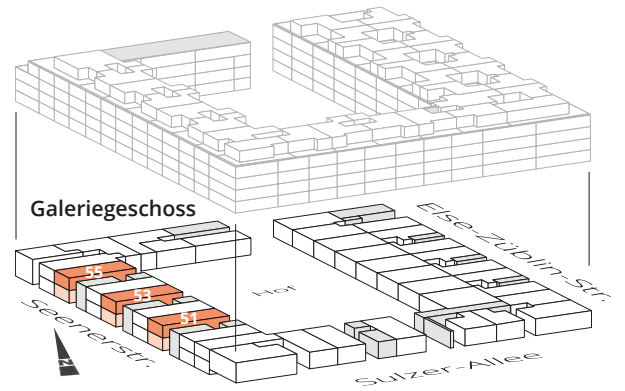 Galeriegeschoss
Else-Züblin-Str.
55
53
51
Hof
Seenerstr.
Sulzer-Allee
N